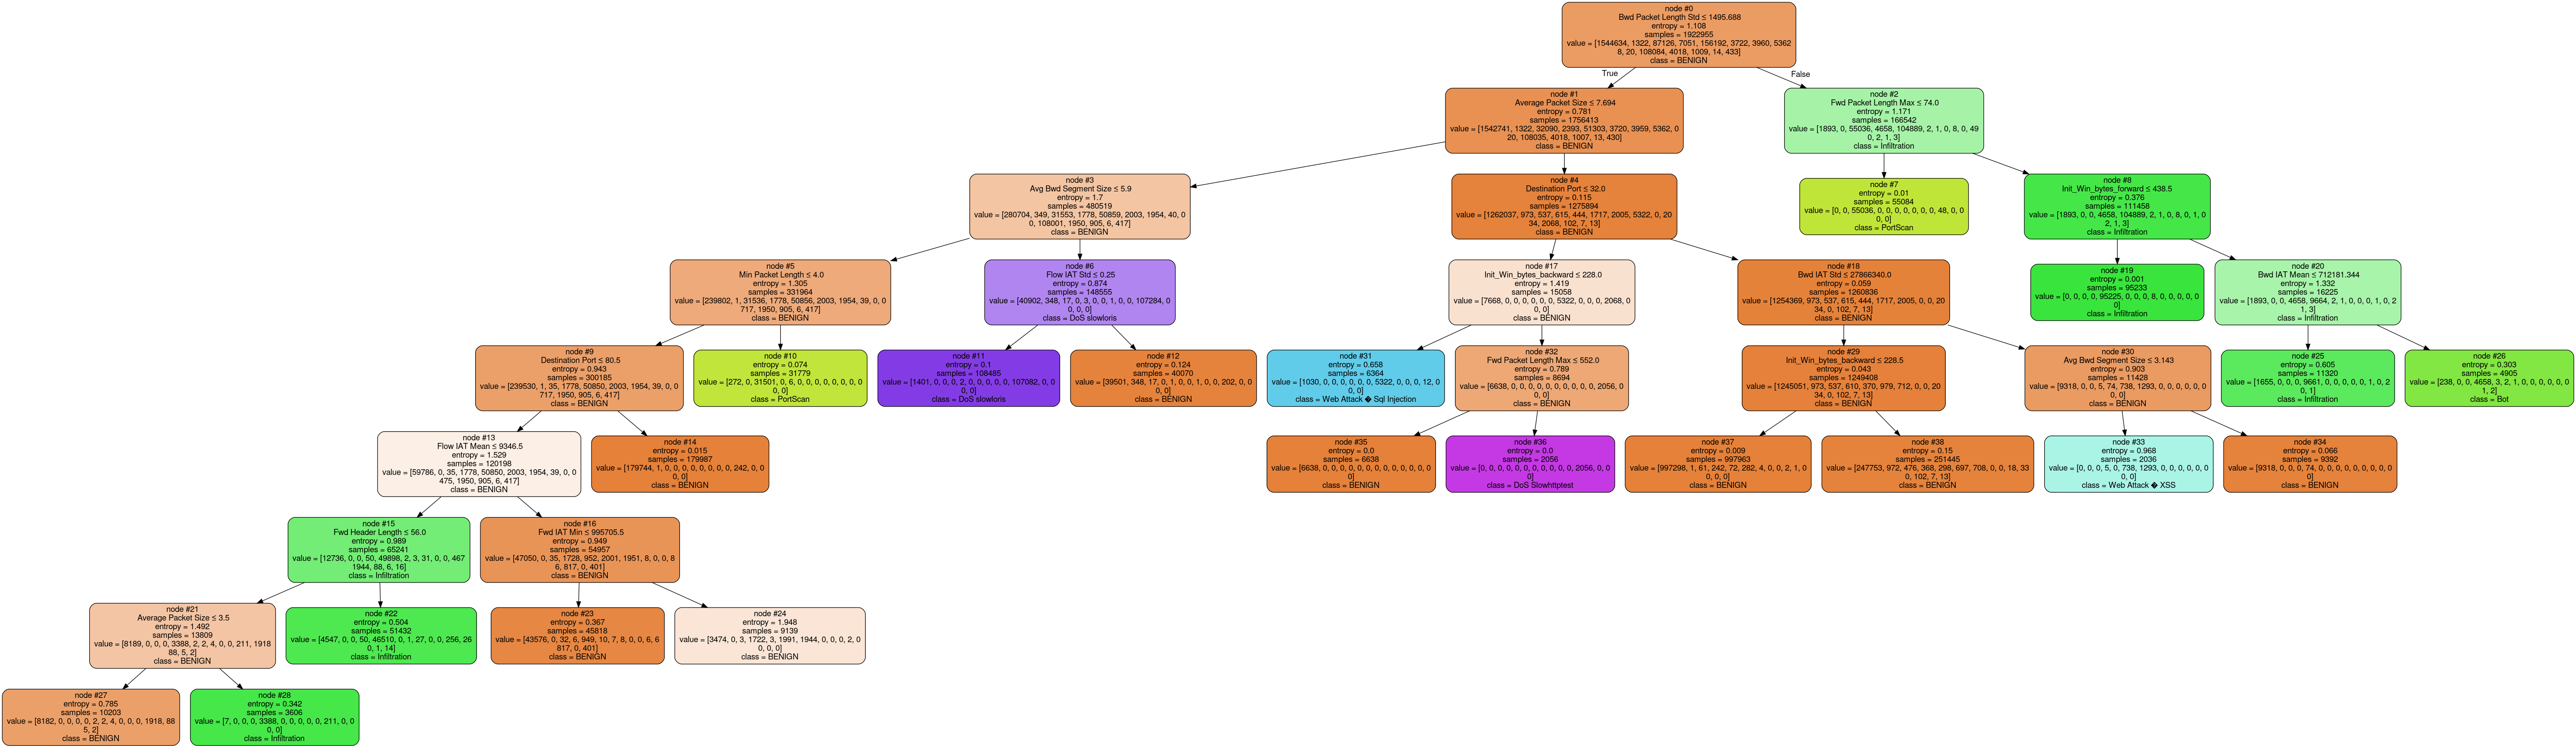 node #0
Bwd Packet Length Std ≤ 1495.688
entropy = 1.108
samples = 1922955
value = [1544634, 1322, 87126, 7051, 156192, 3722, 3960, 5362
8, 20, 108084, 4018, 1009, 14, 433]
class = BENIGN
True
False
node #1
Average Packet Size ≤ 7.694
entropy = 0.781
samples = 1756413
value = [1542741, 1322, 32090, 2393, 51303, 3720, 3959, 5362, 0
20, 108035, 4018, 1007, 13, 430]
class = BENIGN
node #2
Fwd Packet Length Max ≤ 74.0
entropy = 1.171
samples = 166542
value = [1893, 0, 55036, 4658, 104889, 2, 1, 0, 8, 0, 49
0, 2, 1, 3]
class = Infiltration
node #3
Avg Bwd Segment Size ≤ 5.9
entropy = 1.7
samples = 480519
value = [280704, 349, 31553, 1778, 50859, 2003, 1954, 40, 0
0, 108001, 1950, 905, 6, 417]
class = BENIGN
node #4
Destination Port ≤ 32.0
entropy = 0.115
samples = 1275894
value = [1262037, 973, 537, 615, 444, 1717, 2005, 5322, 0, 20
34, 2068, 102, 7, 13]
class = BENIGN
node #7
entropy = 0.01
samples = 55084
value = [0, 0, 55036, 0, 0, 0, 0, 0, 0, 0, 48, 0, 0
0, 0]
class = PortScan
node #8
Init_Win_bytes_forward ≤ 438.5
entropy = 0.376
samples = 111458
value = [1893, 0, 0, 4658, 104889, 2, 1, 0, 8, 0, 1, 0
2, 1, 3]
class = Infiltration
node #5
Min Packet Length ≤ 4.0
entropy = 1.305
samples = 331964
value = [239802, 1, 31536, 1778, 50856, 2003, 1954, 39, 0, 0
717, 1950, 905, 6, 417]
class = BENIGN
node #6
Flow IAT Std ≤ 0.25
entropy = 0.874
samples = 148555
value = [40902, 348, 17, 0, 3, 0, 0, 1, 0, 0, 107284, 0
0, 0, 0]
class = DoS slowloris
node #17
Init_Win_bytes_backward ≤ 228.0
entropy = 1.419
samples = 15058
value = [7668, 0, 0, 0, 0, 0, 0, 5322, 0, 0, 0, 2068, 0
0, 0]
class = BENIGN
node #18
Bwd IAT Std ≤ 27866340.0
entropy = 0.059
samples = 1260836
value = [1254369, 973, 537, 615, 444, 1717, 2005, 0, 0, 20
34, 0, 102, 7, 13]
class = BENIGN
node #19
entropy = 0.001
samples = 95233
value = [0, 0, 0, 0, 95225, 0, 0, 0, 8, 0, 0, 0, 0, 0
0]
class = Infiltration
node #20
Bwd IAT Mean ≤ 712181.344
entropy = 1.332
samples = 16225
value = [1893, 0, 0, 4658, 9664, 2, 1, 0, 0, 0, 1, 0, 2
1, 3]
class = Infiltration
node #9
Destination Port ≤ 80.5
entropy = 0.943
samples = 300185
value = [239530, 1, 35, 1778, 50850, 2003, 1954, 39, 0, 0
717, 1950, 905, 6, 417]
class = BENIGN
node #10
entropy = 0.074
samples = 31779
value = [272, 0, 31501, 0, 6, 0, 0, 0, 0, 0, 0, 0, 0
0, 0]
class = PortScan
node #11
entropy = 0.1
samples = 108485
value = [1401, 0, 0, 0, 2, 0, 0, 0, 0, 0, 107082, 0, 0
0, 0]
class = DoS slowloris
node #12
entropy = 0.124
samples = 40070
value = [39501, 348, 17, 0, 1, 0, 0, 1, 0, 0, 202, 0, 0
0, 0]
class = BENIGN
node #31
entropy = 0.658
samples = 6364
value = [1030, 0, 0, 0, 0, 0, 0, 5322, 0, 0, 0, 12, 0
0, 0]
class = Web Attack � Sql Injection
node #32
Fwd Packet Length Max ≤ 552.0
entropy = 0.789
samples = 8694
value = [6638, 0, 0, 0, 0, 0, 0, 0, 0, 0, 0, 2056, 0
0, 0]
class = BENIGN
node #29
Init_Win_bytes_backward ≤ 228.5
entropy = 0.043
samples = 1249408
value = [1245051, 973, 537, 610, 370, 979, 712, 0, 0, 20
34, 0, 102, 7, 13]
class = BENIGN
node #30
Avg Bwd Segment Size ≤ 3.143
entropy = 0.903
samples = 11428
value = [9318, 0, 0, 5, 74, 738, 1293, 0, 0, 0, 0, 0, 0
0, 0]
class = BENIGN
node #25
entropy = 0.605
samples = 11320
value = [1655, 0, 0, 0, 9661, 0, 0, 0, 0, 0, 1, 0, 2
0, 1]
class = Infiltration
node #26
entropy = 0.303
samples = 4905
value = [238, 0, 0, 4658, 3, 2, 1, 0, 0, 0, 0, 0, 0
1, 2]
class = Bot
node #13
Flow IAT Mean ≤ 9346.5
entropy = 1.529
samples = 120198
value = [59786, 0, 35, 1778, 50850, 2003, 1954, 39, 0, 0
475, 1950, 905, 6, 417]
class = BENIGN
node #14
entropy = 0.015
samples = 179987
value = [179744, 1, 0, 0, 0, 0, 0, 0, 0, 0, 242, 0, 0
0, 0]
class = BENIGN
node #35
entropy = 0.0
samples = 6638
value = [6638, 0, 0, 0, 0, 0, 0, 0, 0, 0, 0, 0, 0, 0
0]
class = BENIGN
node #36
entropy = 0.0
samples = 2056
value = [0, 0, 0, 0, 0, 0, 0, 0, 0, 0, 0, 2056, 0, 0
0]
class = DoS Slowhttptest
node #37
entropy = 0.009
samples = 997963
value = [997298, 1, 61, 242, 72, 282, 4, 0, 0, 2, 1, 0
0, 0, 0]
class = BENIGN
node #38
entropy = 0.15
samples = 251445
value = [247753, 972, 476, 368, 298, 697, 708, 0, 0, 18, 33
0, 102, 7, 13]
class = BENIGN
node #33
entropy = 0.968
samples = 2036
value = [0, 0, 0, 5, 0, 738, 1293, 0, 0, 0, 0, 0, 0
0, 0]
class = Web Attack � XSS
node #34
entropy = 0.066
samples = 9392
value = [9318, 0, 0, 0, 74, 0, 0, 0, 0, 0, 0, 0, 0, 0
0]
class = BENIGN
node #15
Fwd Header Length ≤ 56.0
entropy = 0.989
samples = 65241
value = [12736, 0, 0, 50, 49898, 2, 3, 31, 0, 0, 467
1944, 88, 6, 16]
class = Infiltration
node #16
Fwd IAT Min ≤ 995705.5
entropy = 0.949
samples = 54957
value = [47050, 0, 35, 1728, 952, 2001, 1951, 8, 0, 0, 8
6, 817, 0, 401]
class = BENIGN
node #21
Average Packet Size ≤ 3.5
entropy = 1.492
samples = 13809
value = [8189, 0, 0, 0, 3388, 2, 2, 4, 0, 0, 211, 1918
88, 5, 2]
class = BENIGN
node #22
entropy = 0.504
samples = 51432
value = [4547, 0, 0, 50, 46510, 0, 1, 27, 0, 0, 256, 26
0, 1, 14]
class = Infiltration
node #23
entropy = 0.367
samples = 45818
value = [43576, 0, 32, 6, 949, 10, 7, 8, 0, 0, 6, 6
817, 0, 401]
class = BENIGN
node #24
entropy = 1.948
samples = 9139
value = [3474, 0, 3, 1722, 3, 1991, 1944, 0, 0, 0, 2, 0
0, 0, 0]
class = BENIGN
node #27
entropy = 0.785
samples = 10203
value = [8182, 0, 0, 0, 0, 2, 2, 4, 0, 0, 0, 1918, 88
5, 2]
class = BENIGN
node #28
entropy = 0.342
samples = 3606
value = [7, 0, 0, 0, 3388, 0, 0, 0, 0, 0, 211, 0, 0
0, 0]
class = Infiltration